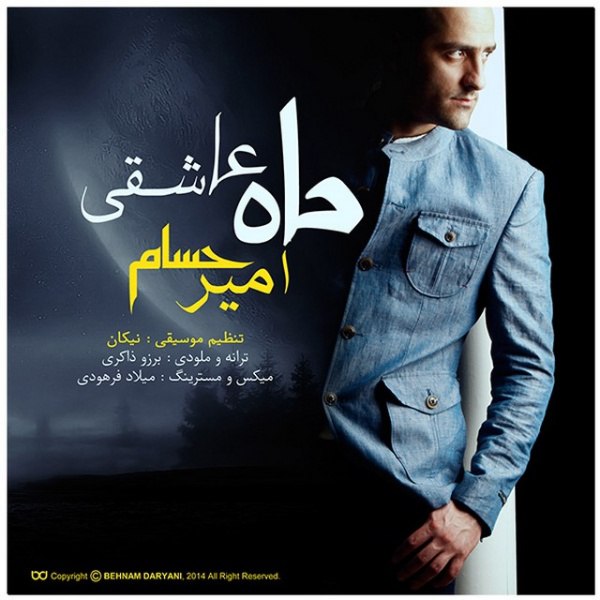 ماه عاشقی
امیر حسام
تنظیم موسیقی : نیکان
ترانه و ملودی : برزو ذاکری
میکس و مسترینگ : میلاد فرهودی
Copyright © BEHNAM DARYANI, 2014 All Right Reserved.